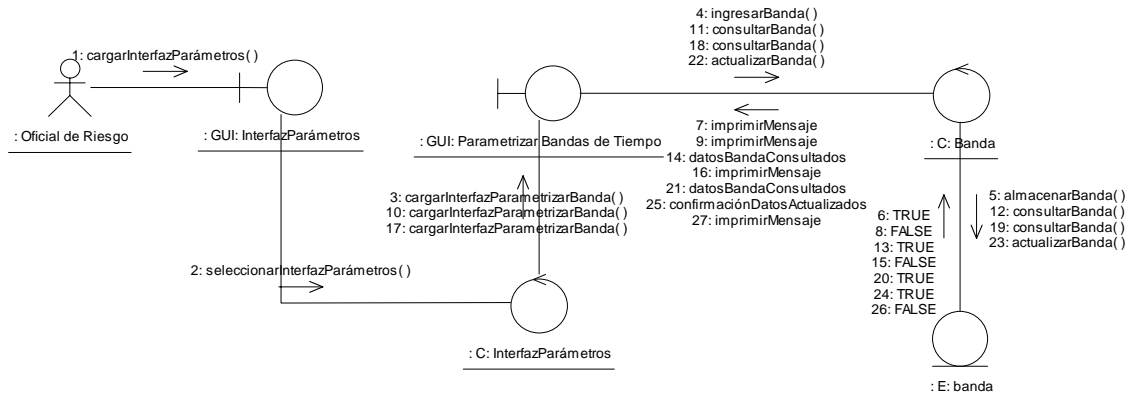 1: cargarInterfazParámetros( )
: Oficial de Riesgo
: GUI: InterfazParámetros
2: seleccionarInterfazParámetros( )
: C: InterfazParámetros
3: cargarInterfazParametrizarBanda( )
10: cargarInterfazParametrizarBanda( )
17: cargarInterfazParametrizarBanda( )
: GUI: Parametrizar Bandas de Tiempo
4: ingresarBanda( )
11: consultarBanda( )
18: consultarBanda( )
22: actualizarBanda( )
7: imprimirMensaje
9: imprimirMensaje
14: datosBandaConsultados
16: imprimirMensaje
21: datosBandaConsultados
25: confirmaciónDatosActualizados
27: imprimirMensaje
: C: Banda
6: TRUE
8: FALSE
13: TRUE
15: FALSE
20: TRUE
24: TRUE
26: FALSE
5: almacenarBanda( )
12: consultarBanda( )
19: consultarBanda( )
23: actualizarBanda( )
: E: banda